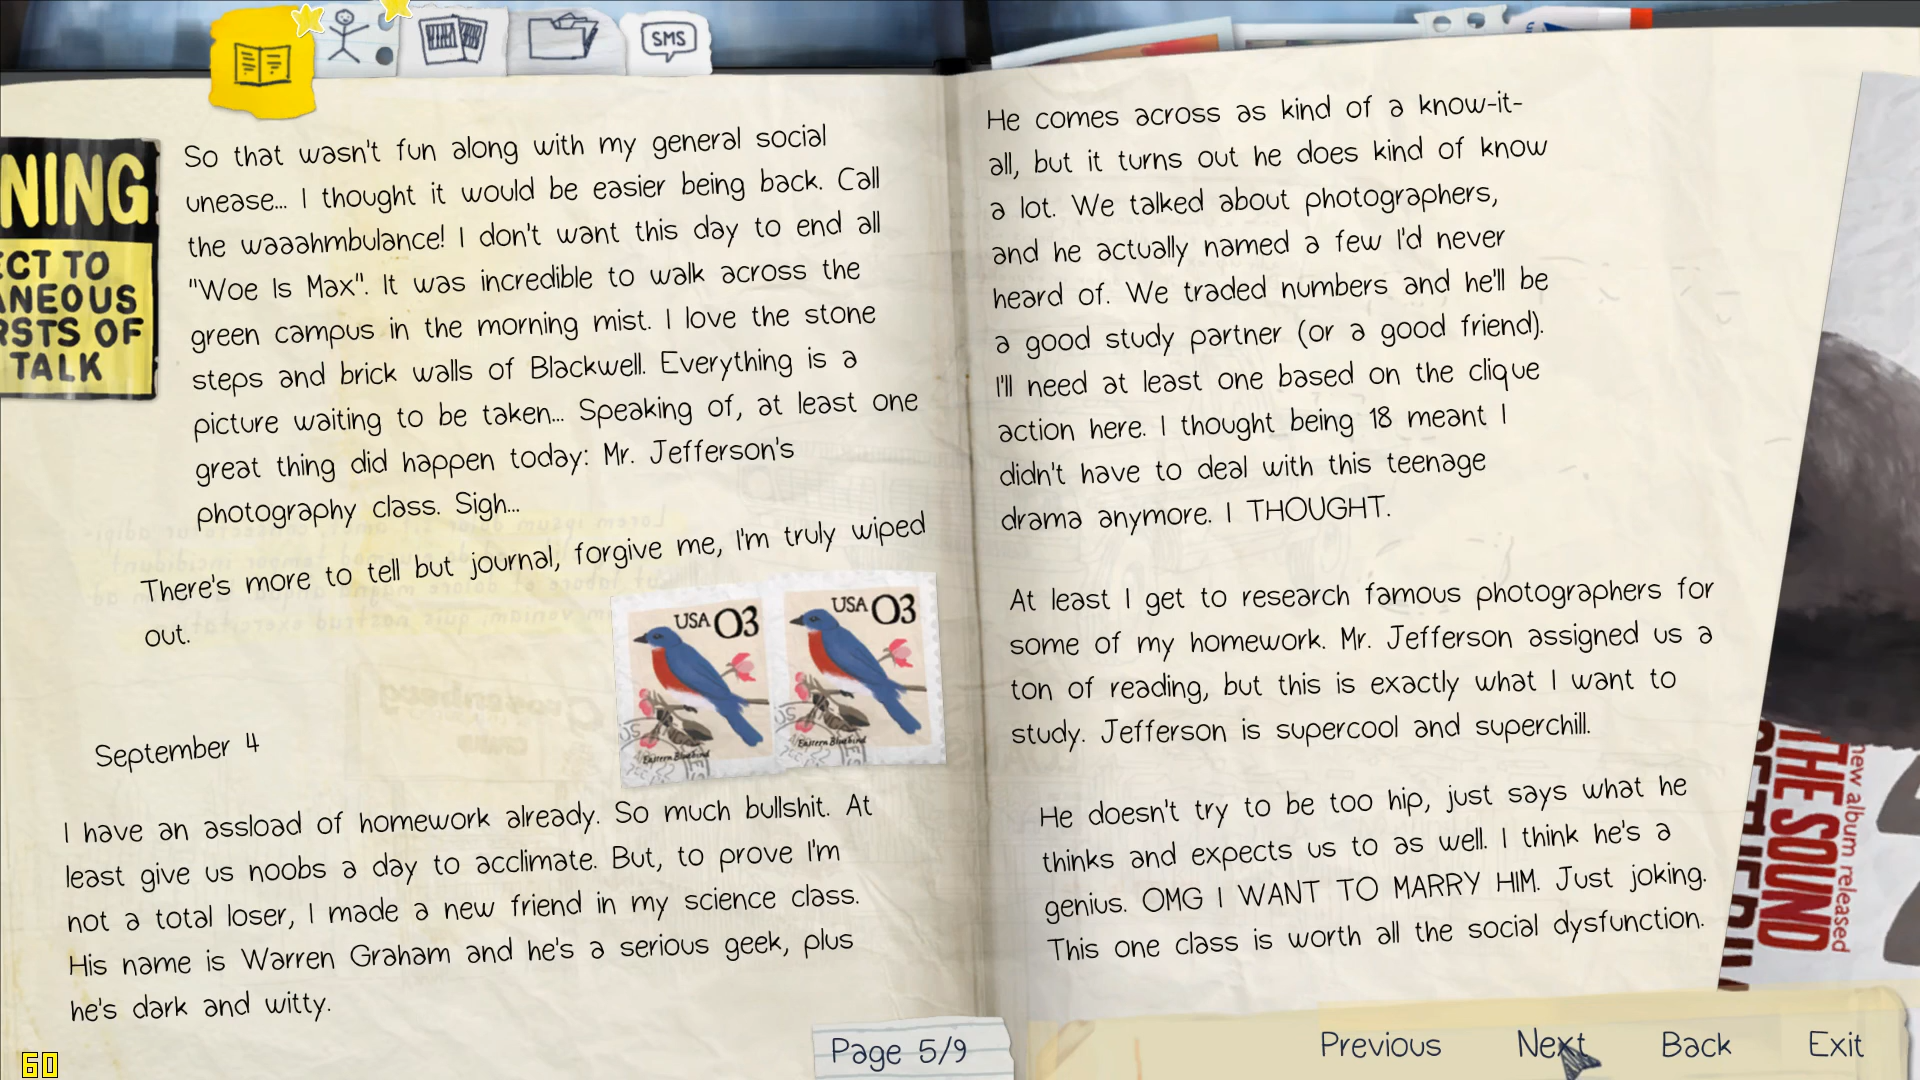 SMS
NING
ECT TO
ANEOUS
RSTS OF
TALK
So that wasn't fun along with my general social
unease... I thought it would be easier being back. Call
the waaahmbulance! I don't want this day to end all
"Woe Is Max". It was incredible to walk across the
green campus in the morning mist. I love the stone
steps and brick walls of Blackwell. Everything is a
picture waiting to be taken... Speaking of, at least one
great thing did happen today: Mr. Jefferson's
photography class. Sigh...
There's more to tell but journal, forgive me, I'm truly wiped
out.
USA 03
Eastern Bluebird
USA 03
Eastern Bluebird
September 4
I have an assload of homework already. So much bullshit. At
least give us noobs a day to acclimate. But, to prove I'm
not a total loser, I made a new friend in my science class.
His name is Warren Graham and he's a serious geek, plus
he's dark and witty.
He comes across as kind of a know-it-
all, but it turns out he does kind of know
a lot. We talked about photographers,
and he actually named a few I'd never
heard of. We traded numbers and he'll be
a good study partner (or a good friend).
I'll need at least one based on the clique
action here. I thought being 18 meant I
didn't have to deal with this teenage
drama anymore. I THOUGHT.
At least I get to research famous photographers for
some of my homework. Mr. Jefferson assigned us a
ton of reading, but this is exactly what I want to
study. Jefferson is supercool and superchill.
He doesn't try to be too hip, just says what he
thinks and expects us to as well. I think he's a
genius. OMG I WANT TO MARRY HIM. Just joking.
This one class is worth all the social dysfunction.
new album released
THE SOUND
Page 5/9
Previous
Next
Back
Exit
60